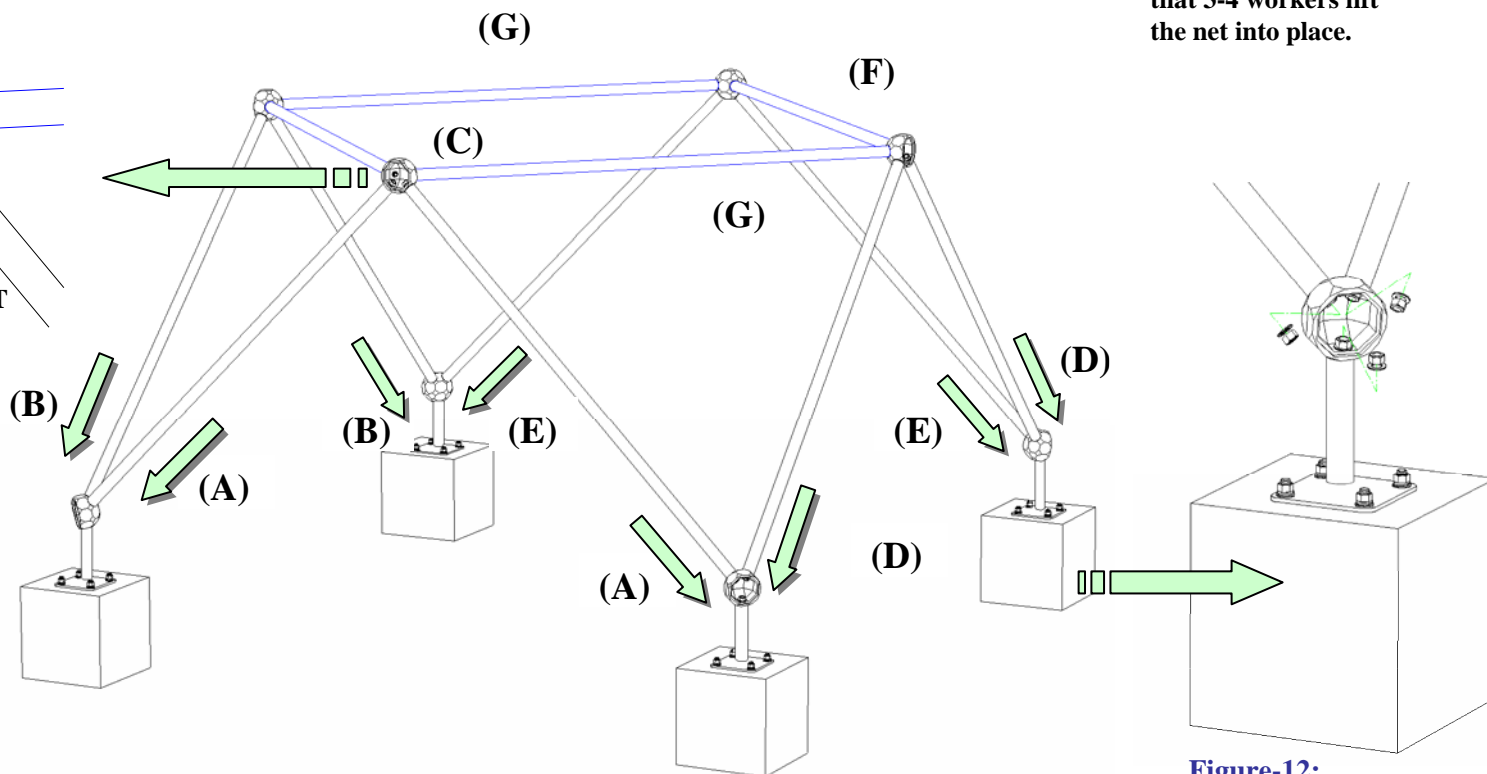 that 3-4 workers lift
the net into place.
(G)
(F)
(C)
(G)
T
(B)
(A)
(B)
(E)
(E)
(D)
(A)
(D)
Figure-12: